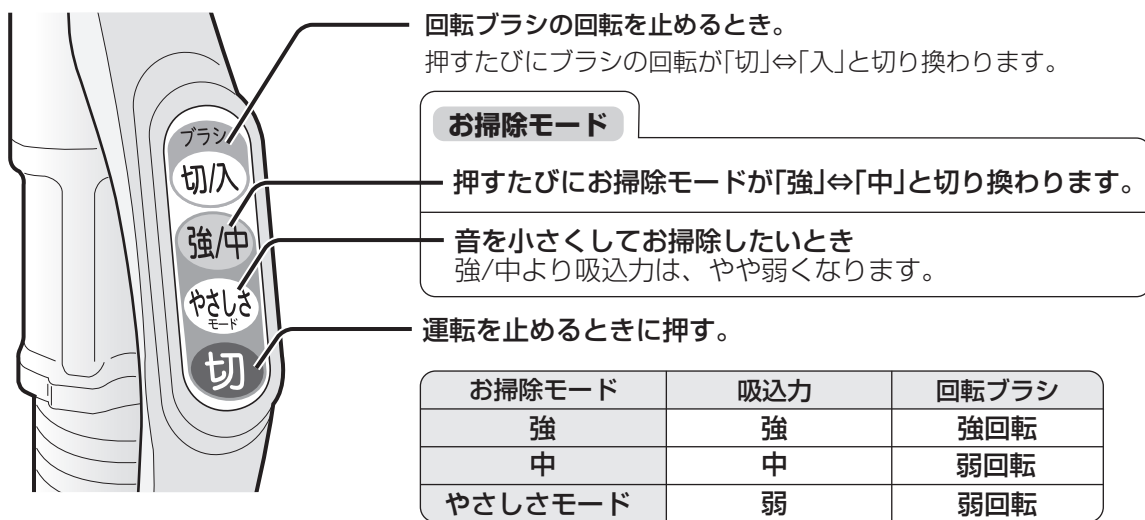 回転ブラシの回転を止めるとき。
押すたびにブラシの回転が｢切｣⇔｢入｣と切り換わります。
お掃除モード
押すたびにお掃除モードが｢強｣⇔｢中｣と切り換わります。
音を小さくしてお掃除したいとき
強/中より吸込力は、やや弱くなります。
運転を止めるときに押す。
ブラシ
切/入
強/中
やさしさ
モード
切
お掃除モード 吸込力 回転ブラシ
強 強 強回転
中 中 弱回転
やさしさモード 弱 弱回転